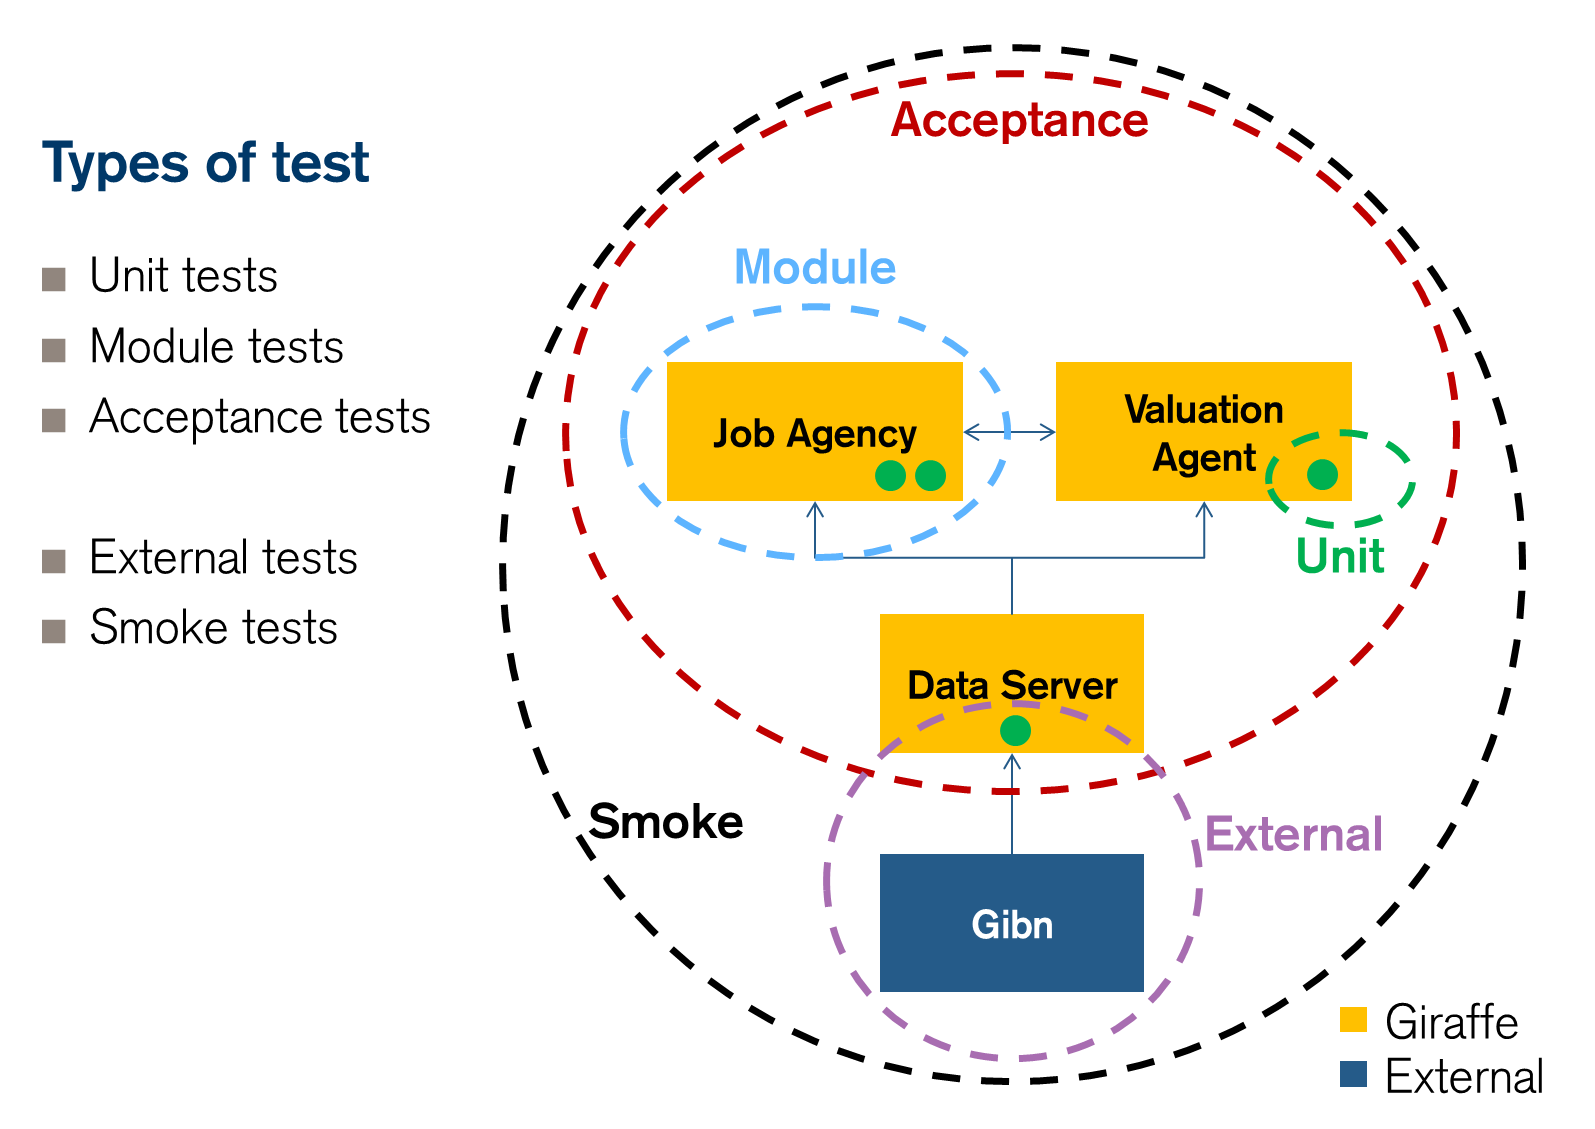 Types of test
Unit tests
Module tests
Acceptance tests
External tests
Smoke tests
Acceptance
Module
Job Agency
Valuation
Agent
Unit
Data Server
Smoke
External
Gibn
Giraffe
External